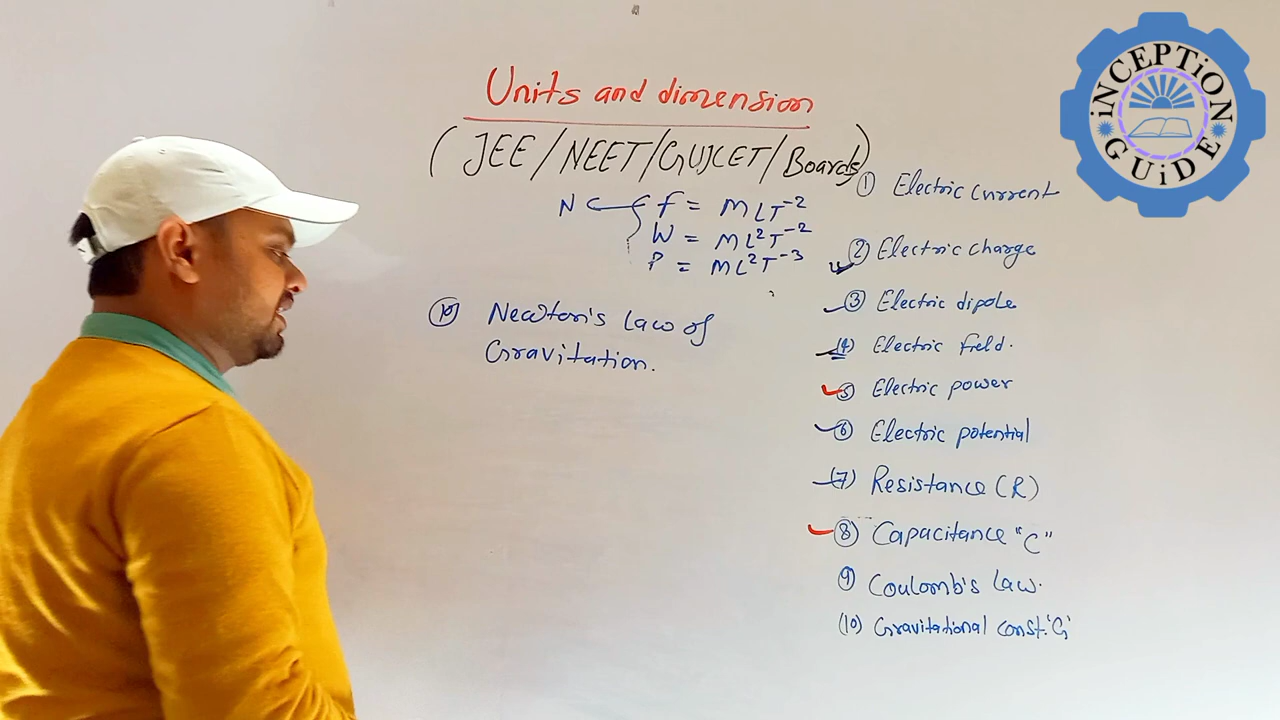 Units and dimension
(JEE/NEET/GUJCET/Boards)
N f = MLT⁻²
W = ML²T⁻²
P = ML²T⁻³
(10) Newton's Law of
Gravitation.
(1) Electric current
(2) Electric charge
(3) Electric dipole
(4) Electric field.
(5) Electric power
(6) Electric potential
(7) Resistance (R)
(8) Capacitance "C"
(9) Coulomb's Law.
(10) Gravitational const. 'G'
iNCEPTiON
GUiDE